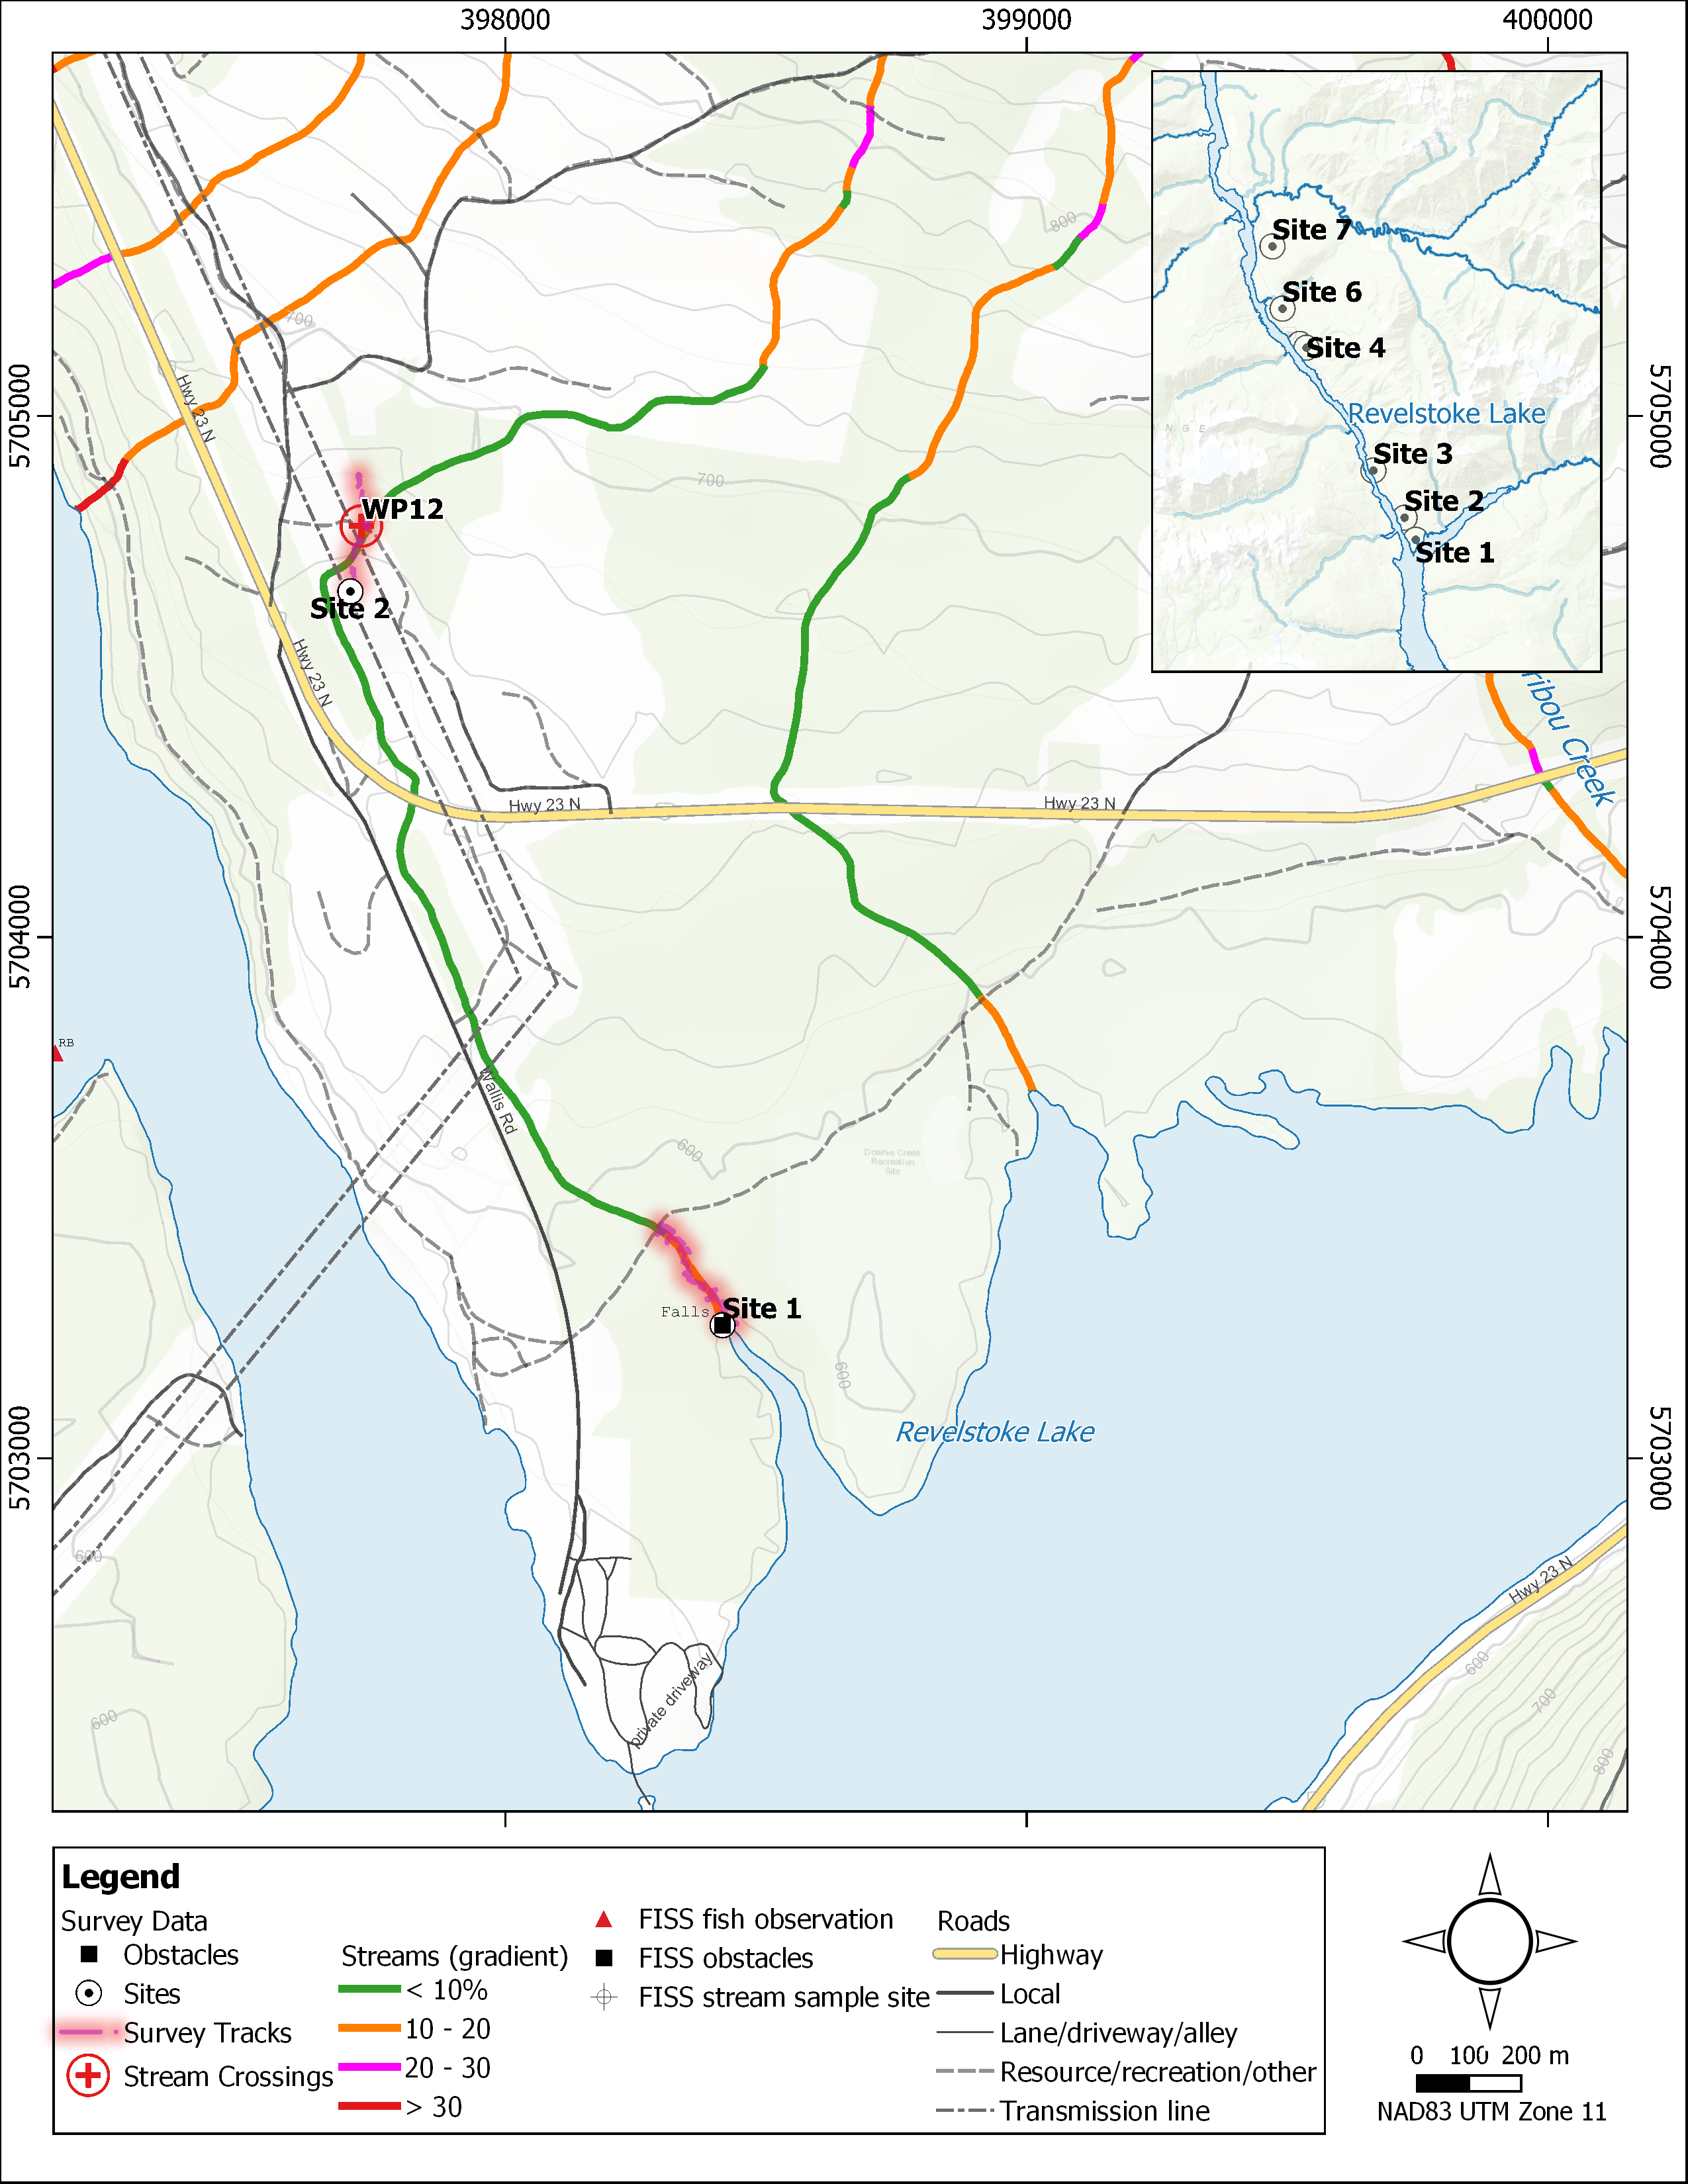 398000
399000
400000
5705000
5704000
5703000
5705000
5704000
5703000
Site 7
Site 6
Site 4
Revelstoke Lake
Site 3
Site 2
Site 1
N G E
800
700
Hwy 23 N
700
WP12
Site 2
Hwy 23 N
ribou Creek
Hwy 23 N
Hwy 23 N
RB
Wallis Rd
600
Downie Creek
Recreation
Site
Falls
Site 1
600
Revelstoke Lake
600
Hwy 23 N
600
private driveway
600
700
800
Legend
Survey Data
Obstacles
Sites
Survey Tracks
Stream Crossings
Streams (gradient)
< 10%
10 - 20
20 - 30
> 30
FISS fish observation
FISS obstacles
FISS stream sample site
Roads
Highway
Local
Lane/driveway/alley
Resource/recreation/other
Transmission line
0 100 200 m
NAD83 UTM Zone 11